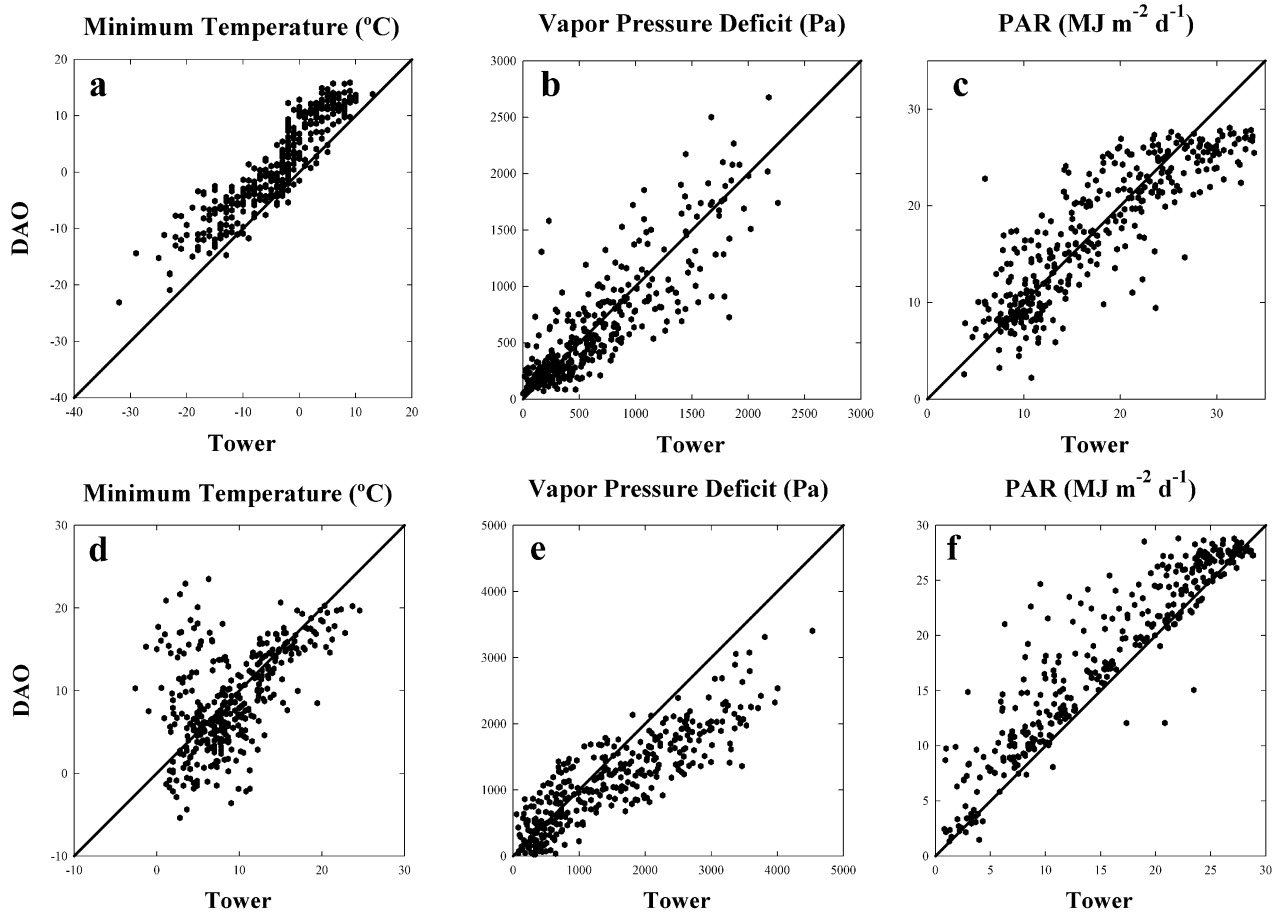 Minimum Temperature (ºC)
Vapor Pressure Deficit (Pa)
PAR (MJ m-2 d-1)
a
20
10
0
-10
-20
-30
-40
-40 -30 -20 -10 0 10 20
DAO
Tower
b
3000
2500
2000
1500
1000
500
0
0 500 1000 1500 2000 2500 3000
Tower
c
30
20
10
0
0 10 20 30
Tower
Minimum Temperature (ºC)
Vapor Pressure Deficit (Pa)
PAR (MJ m-2 d-1)
d
30
20
10
0
-10
-10 0 10 20 30
DAO
Tower
e
5000
4000
3000
2000
1000
0
0 1000 2000 3000 4000 5000
Tower
f
30
25
20
15
10
5
0
0 5 10 15 20 25 30
Tower